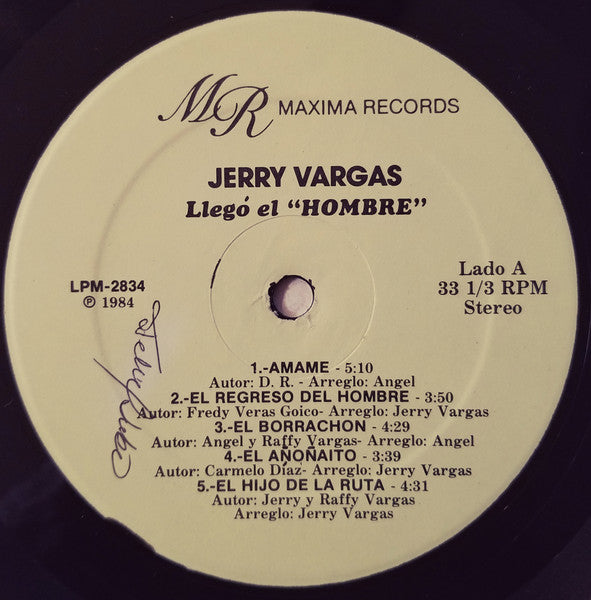 MR MAXIMA RECORDS
JERRY VARGAS
Llegó el "HOMBRE"
LPM-2834
℗ 1984
Lado A
33 1/3 RPM
Stereo
1.-AMAME - 5:10
Autor: D. R. - Arreglo: Angel
2.-EL REGRESO DEL HOMBRE - 3:50
Autor: Fredy Veras Goico- Arreglo: Jerry Vargas
3.-EL BORRACHON - 4:29
Autor: Angel y Raffy Vargas- Arreglo: Angel
4.-EL AÑOÑAITO - 3:39
Autor: Carmelo Díaz- Arreglo: Jerry Vargas
5.-EL HIJO DE LA RUTA - 4:31
Autor: Jerry y Raffy Vargas
Arreglo: Jerry Vargas